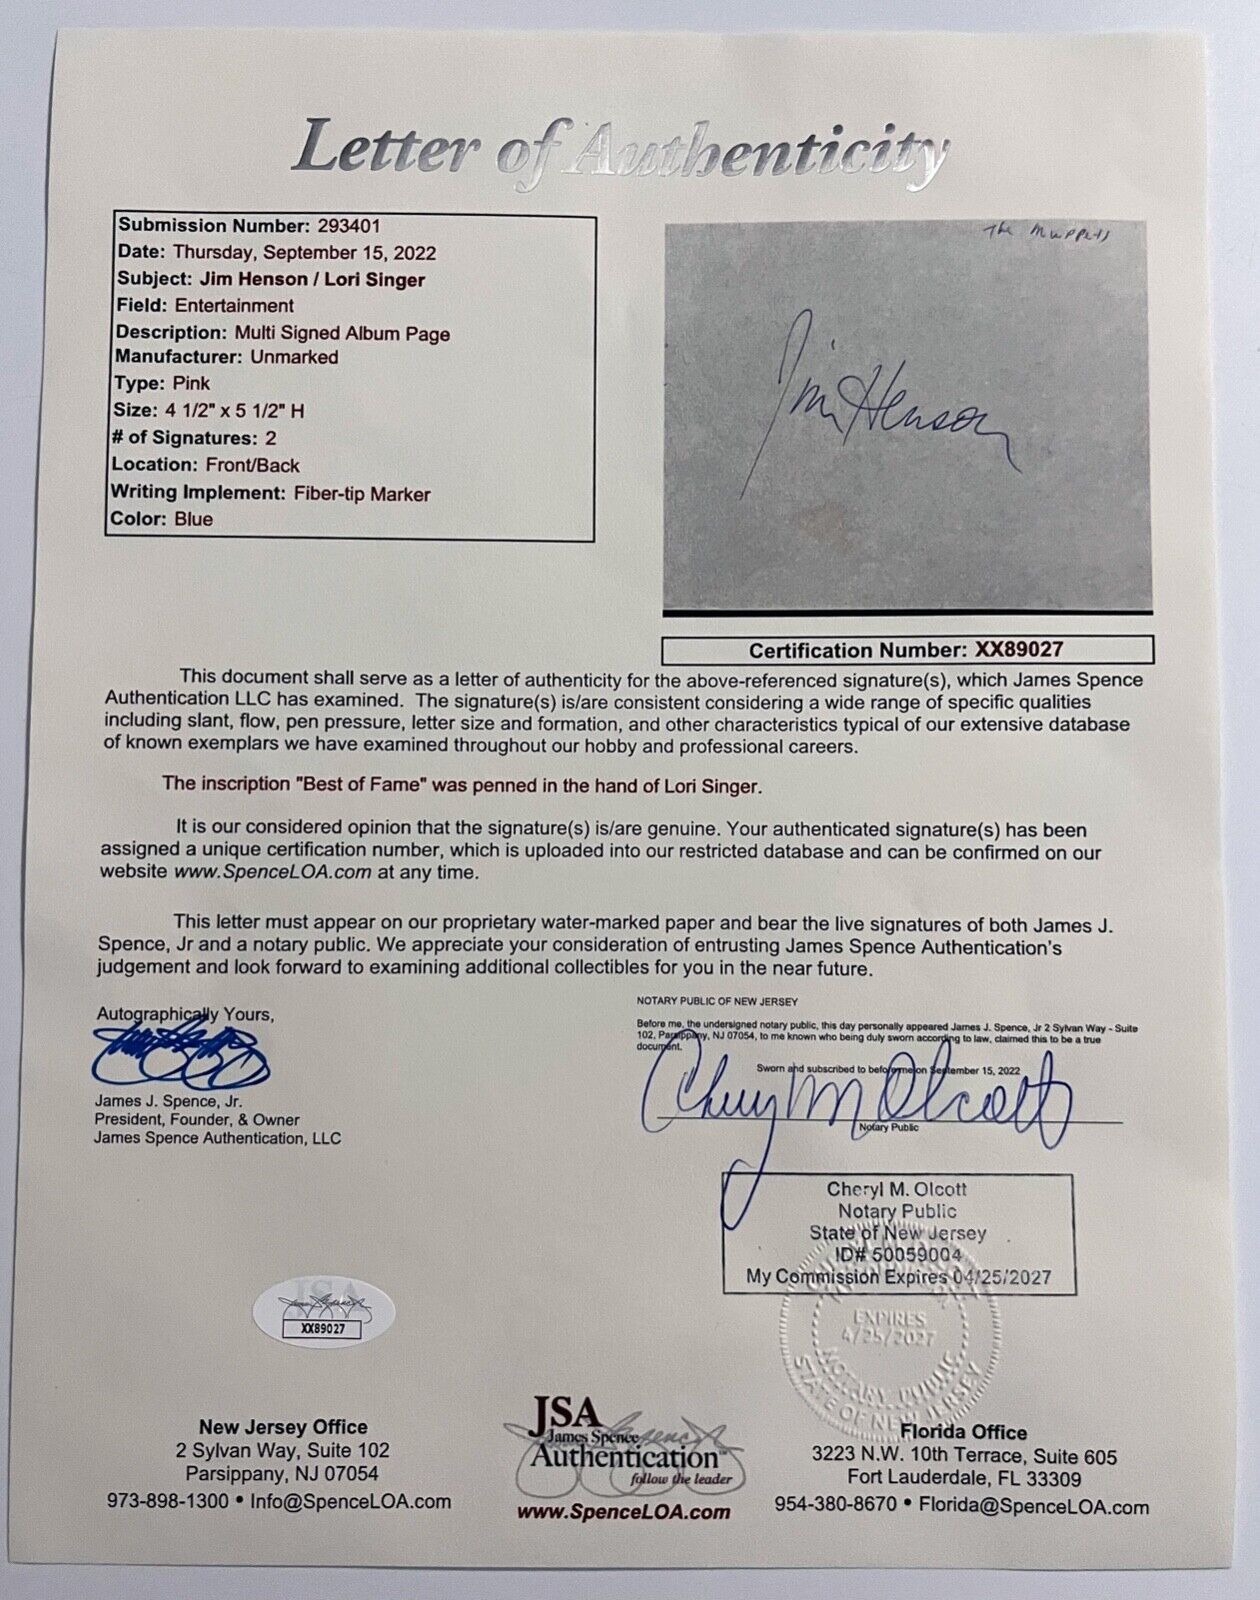 Letter of Authenticity
Submission Number: 293401
Date: Thursday, September 15, 2022
Subject: Jim Henson / Lori Singer
Field: Entertainment
Description: Multi Signed Album Page
Manufacturer: Unmarked
Type: Pink
Size: 4 1/2" x 5 1/2" H
# of Signatures: 2
Location: Front/Back
Writing Implement: Fiber-tip Marker
Color: Blue
The Muppets
Jim Henson
Certification Number: XX89027
This document shall serve as a letter of authenticity for the above-referenced signature(s), which James Spence
Authentication LLC has examined. The signature(s) is/are consistent considering a wide range of specific qualities
including slant, flow, pen pressure, letter size and formation, and other characteristics typical of our extensive database
of known exemplars we have examined throughout our hobby and professional careers.
The inscription "Best of Fame" was penned in the hand of Lori Singer.
It is our considered opinion that the signature(s) is/are genuine. Your authenticated signature(s) has been
assigned a unique certification number, which is uploaded into our restricted database and can be confirmed on our
website www.SpenceLOA.com at any time.
This letter must appear on our proprietary water-marked paper and bear the live signatures of both James J.
Spence, Jr and a notary public. We appreciate your consideration of entrusting James Spence Authentication's
judgement and look forward to examining additional collectibles for you in the near future.
Autographically Yours,
James J. Spence, Jr.
President, Founder, & Owner
James Spence Authentication, LLC
NOTARY PUBLIC OF NEW JERSEY
Before me, the undersigned notary public, this day personally appeared James J. Spence, Jr 2 Sylvan Way - Suite
102, Parsippany, NJ 07054, to me known who being duly sworn according to law, claimed this to be a true
document.
Sworn and subscribed to before me on September 15, 2022
Cheryl M Olcott
Notary Public
Cheryl M. Olcott
Notary Public
State of New Jersey
ID# 50059004
My Commission Expires 04/25/2027
EXPIRES
4/25/2027
NOTARY PUBLIC
STATE OF NEW JERSEY
JSA
XX89027
New Jersey Office
2 Sylvan Way, Suite 102
Parsippany, NJ 07054
973-898-1300 • Info@SpenceLOA.com
JSA
James Spence
Authentication™
follow the leader
www.SpenceLOA.com
Florida Office
3223 N.W. 10th Terrace, Suite 605
Fort Lauderdale, FL 33309
954-380-8670 • Florida@SpenceLOA.com